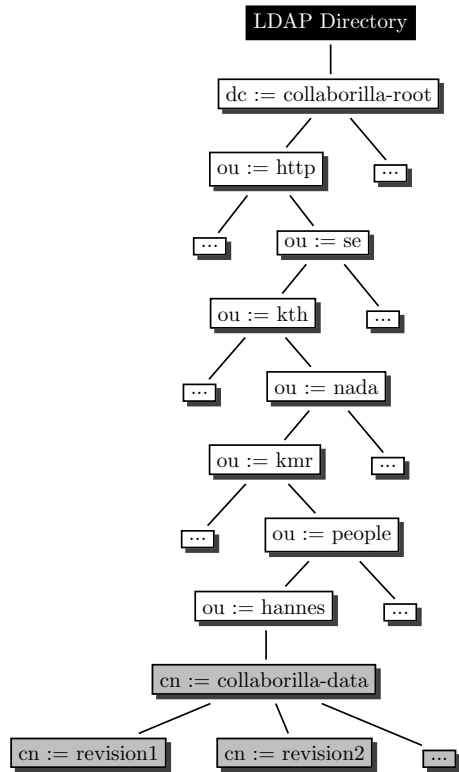 LDAP Directory
dc := collaborilla-root
ou := http
...
... 
ou := se
ou := kth
...
...
ou := nada
ou := kmr
...
...
ou := people
ou := hannes
...
cn := collaborilla-data
cn := revision1
cn := revision2
...